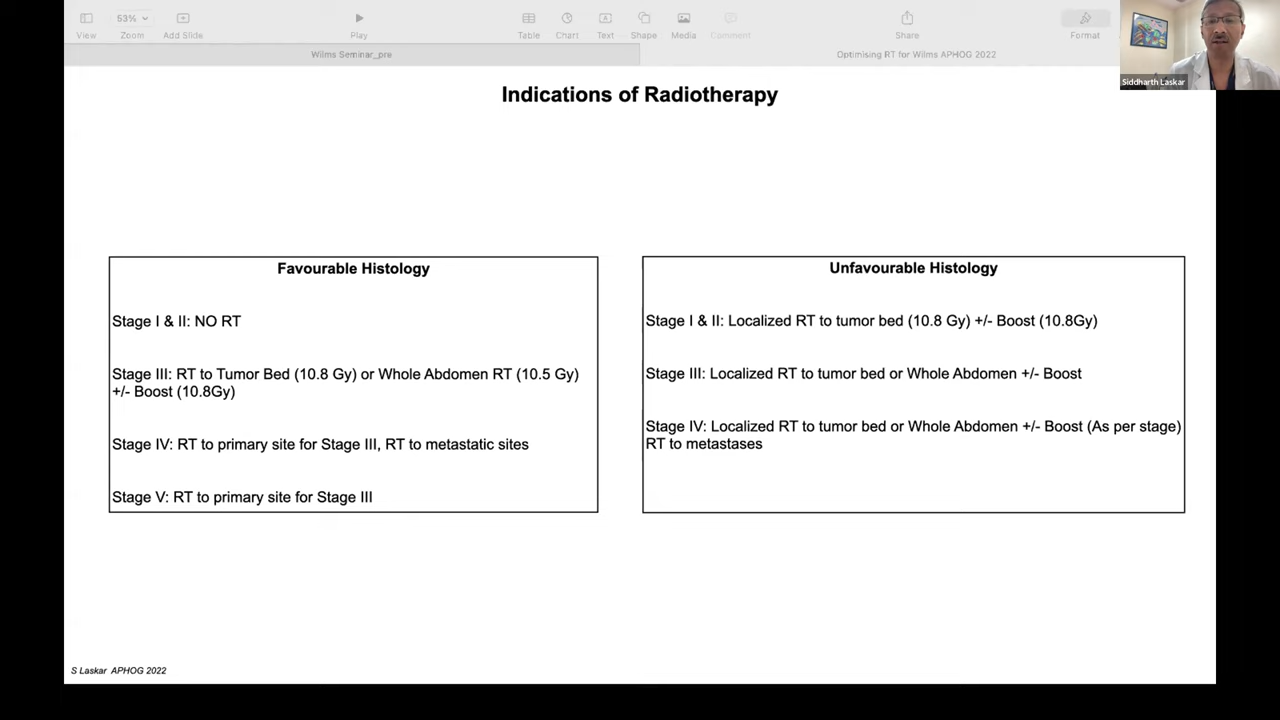 53%
View
Zoom
Add Slide
Play
Table
Chart
Text
Shape
Media
Comment
Share
Format
Wilms Seminar_pre
Optimising RT for Wilms APHOG 2022
Siddharth Laskar
Indications of Radiotherapy
Favourable Histology
Stage I & II: NO RT
Stage III: RT to Tumor Bed (10.8 Gy) or Whole Abdomen RT (10.5 Gy)
+/- Boost (10.8Gy)
Stage IV: RT to primary site for Stage III, RT to metastatic sites
Stage V: RT to primary site for Stage III
Unfavourable Histology
Stage I & II: Localized RT to tumor bed (10.8 Gy) +/- Boost (10.8Gy)
Stage III: Localized RT to tumor bed or Whole Abdomen +/- Boost
Stage IV: Localized RT to tumor bed or Whole Abdomen +/- Boost (As per stage)
RT to metastases
S Laskar APHOG 2022